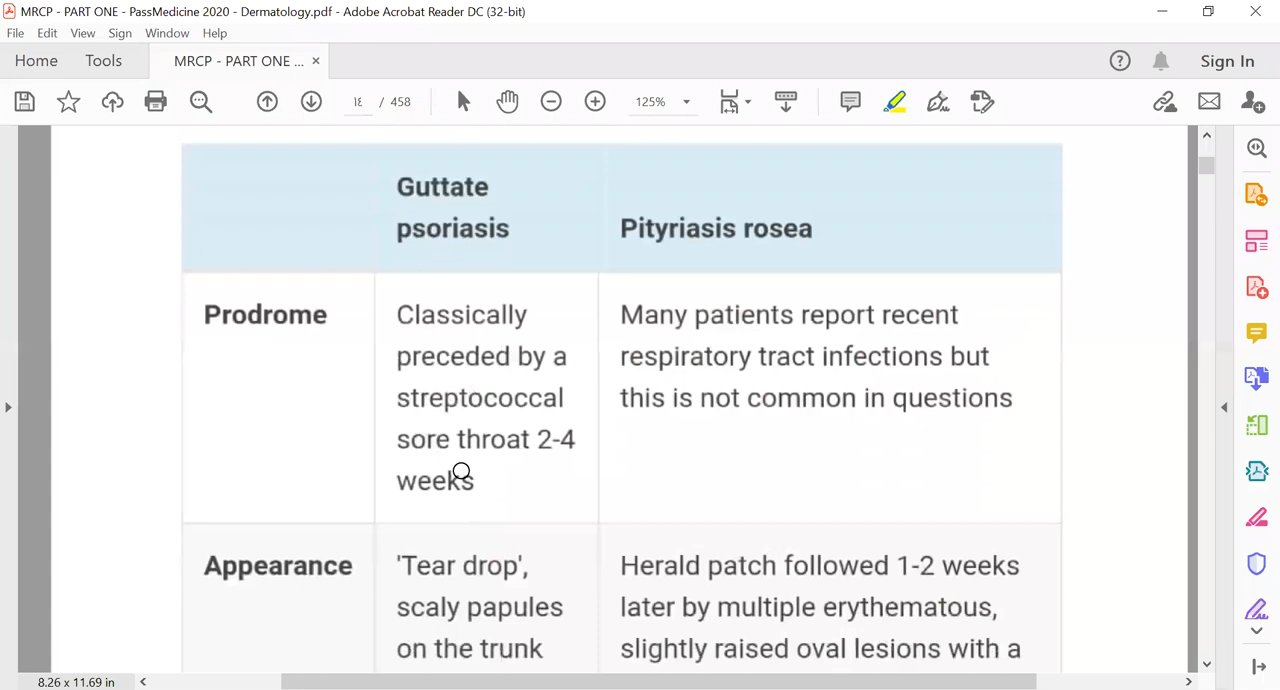 MRCP - PART ONE - PassMedicine 2020 - Dermatology.pdf - Adobe Acrobat Reader DC (32-bit)
File Edit View Sign Window Help
Home Tools MRCP - PART ONE ... × Sign In
/ 458 125%
Guttate
psoriasis
Pityriasis rosea
Prodrome
Classically
preceded by a
streptococcal
sore throat 2-4
weeks
Many patients report recent
respiratory tract infections but
this is not common in questions
Appearance
'Tear drop',
scaly papules
on the trunk
Herald patch followed 1-2 weeks
later by multiple erythematous,
slightly raised oval lesions with a
8.26 x 11.69 in